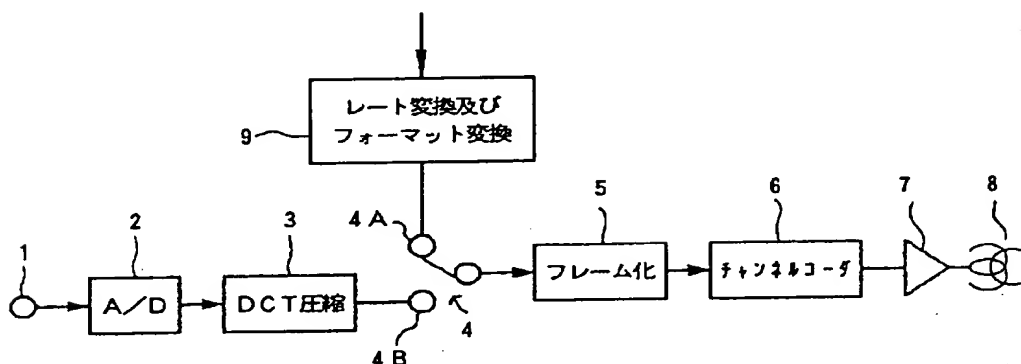 レート変換及び
フォーマット変換
9
4A
1
2
3
5
6
7
8
A/D
DCT圧縮
フレーム化
チャンネルコーダ
4
4B